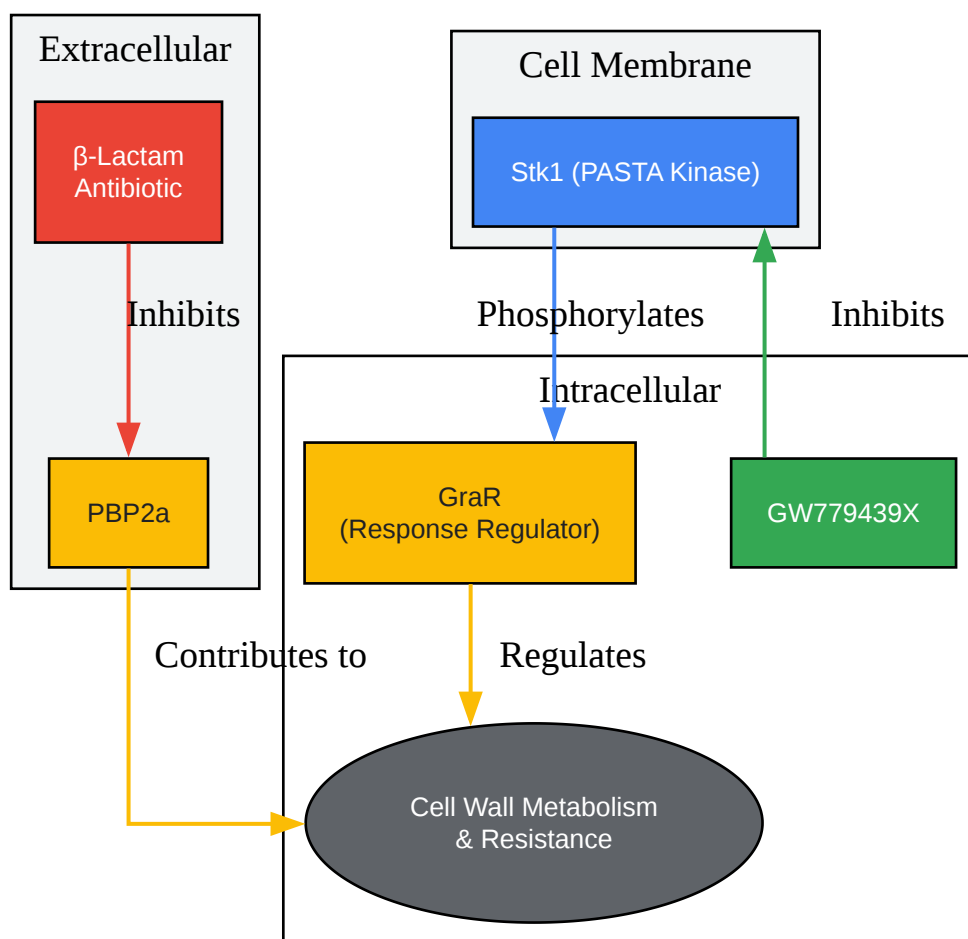 Extracellular
Cell Membrane
β-Lactam
Antibiotic
Stk1 (PASTA Kinase)
Inhibits
Phosphorylates
Inhibits
Intracellular
PBP2a
GraR
(Response Regulator)
GW779439X
Contributes to
Regulates
Cell Wall Metabolism
& Resistance